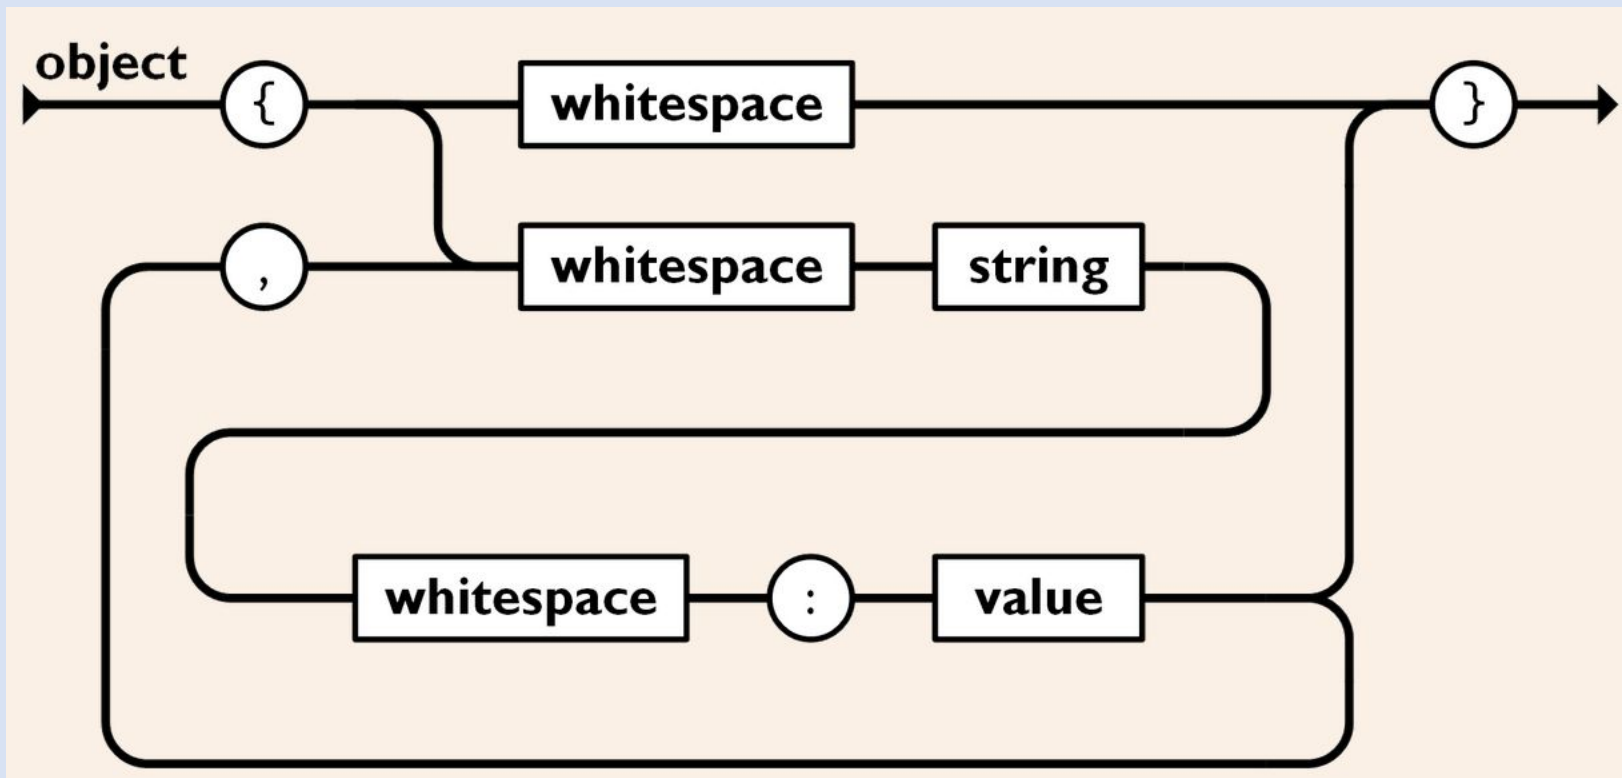 object
{ whitespace }
, whitespace string
whitespace : value